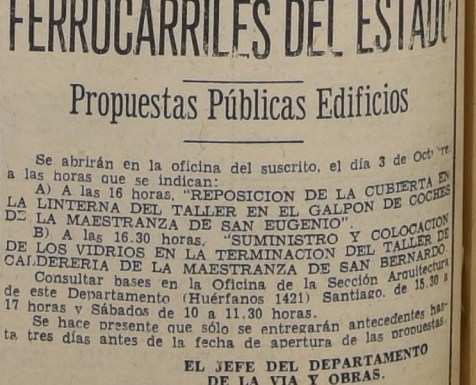 FERROCARRILES DEL ESTADO
Propuestas Públicas Edificios
Se abrirán en la oficina del suscrito, el día 3 de Octubre,
a las horas que se indican:
A) A las 16 horas, "REPOSICION DE LA CUBIERTA EN
LA LINTERNA DEL TALLER EN EL GALPON DE COCHES
DE LA MAESTRANZA DE SAN EUGENIO".
B) A las 16.30 horas, "SUMINISTRO Y COLOCACION
DE LOS VIDRIOS EN LA TERMINACION DEL TALLER DE
CALDERERIA DE LA MAESTRANZA DE SAN BERNARDO
Consultar bases en la Oficina de la Sección Arquitectura
de este Departamento (Huérfanos 1421) Santiago, de 15.30 a
17 horas y Sábados de 10 a 11.30 horas.
Se hace presente que sólo se entregarán antecedentes has-
ta tres días antes de la fecha de apertura de las propuestas.
EL JEFE DEL DEPARTAMENTO
DE LA VIA Y OBRAS.